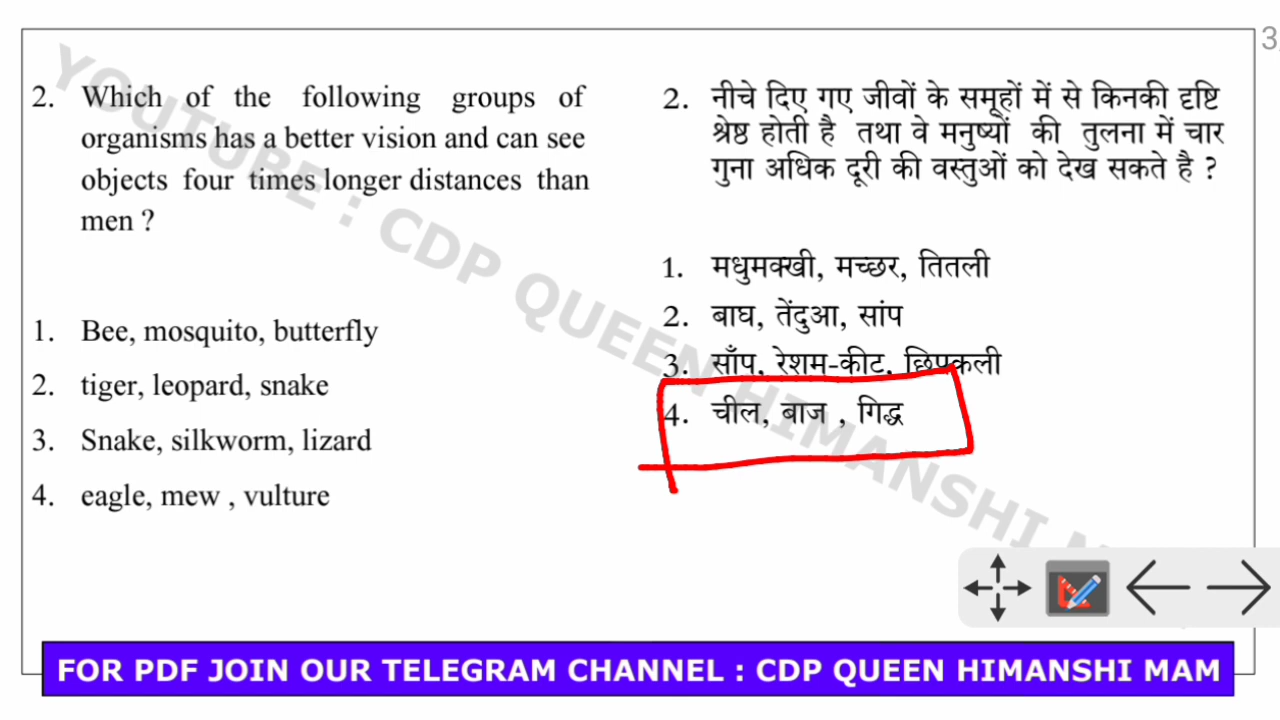 3
2. Which of the following groups of
organisms has a better vision and can see
objects four times longer distances than
men ?
1. Bee, mosquito, butterfly
2. tiger, leopard, snake
3. Snake, silkworm, lizard
4. eagle, mew , vulture
2. नीचे दिए गए जीवों के समूहों में से किनकी दृष्टि
श्रेष्ठ होती है तथा वे मनुष्यों की तुलना में चार
गुना अधिक दूरी की वस्तुओं को देख सकते है ?
1. मधुमक्खी, मच्छर, तितली
2. बाघ, तेंदुआ, सांप
3. साँप, रेशम-कीट, छिपकली
4. चील, बाज , गिद्ध
YOUTUBE : CDP QUEEN HIMANSHI M
FOR PDF JOIN OUR TELEGRAM CHANNEL : CDP QUEEN HIMANSHI MAM